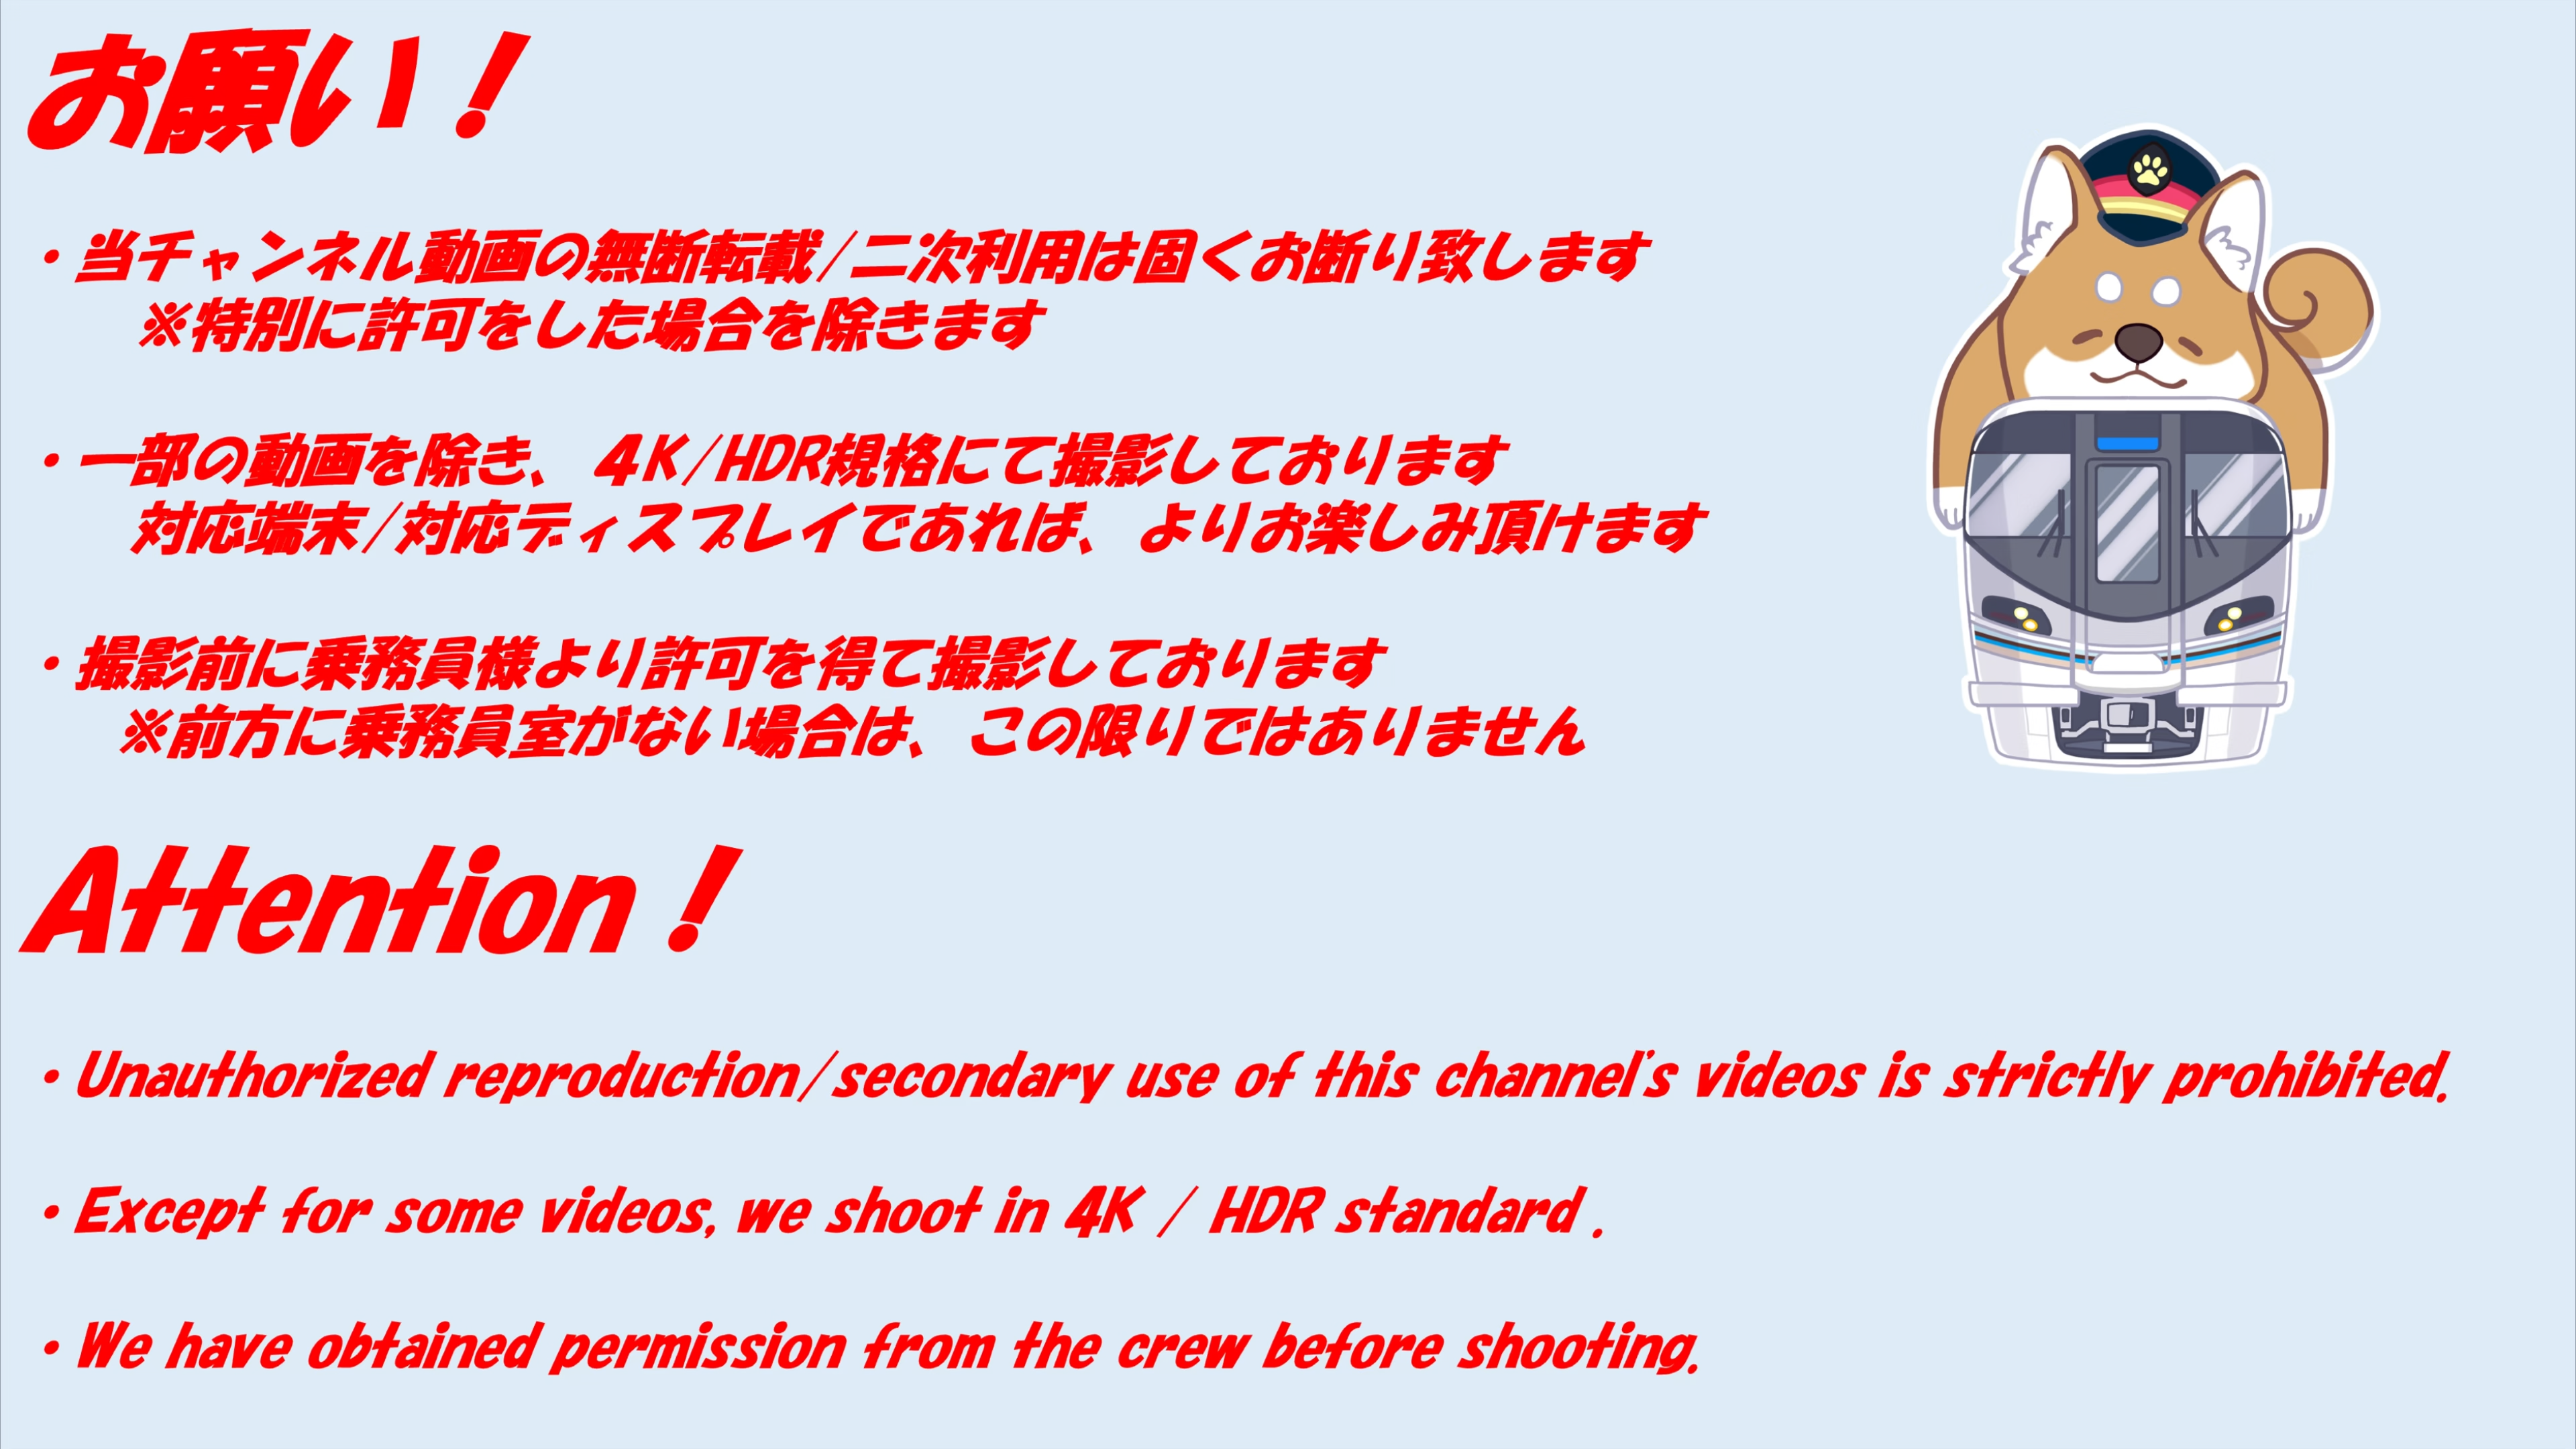 お願い！
・当チャンネル動画の無断転載/二次利用は固くお断り致します
※特別に許可をした場合を除きます
・一部の動画を除き、４K/HDR規格にて撮影しております
対応端末/対応ディスプレイであれば、よりお楽しみ頂けます
・撮影前に乗務員様より許可を得て撮影しております
※前方に乗務員室がない場合は、この限りではありません
Attention！
・Unauthorized reproduction/secondary use of this channel's videos is strictly prohibited.
・Except for some videos, we shoot in 4K / HDR standard .
・We have obtained permission from the crew before shooting.